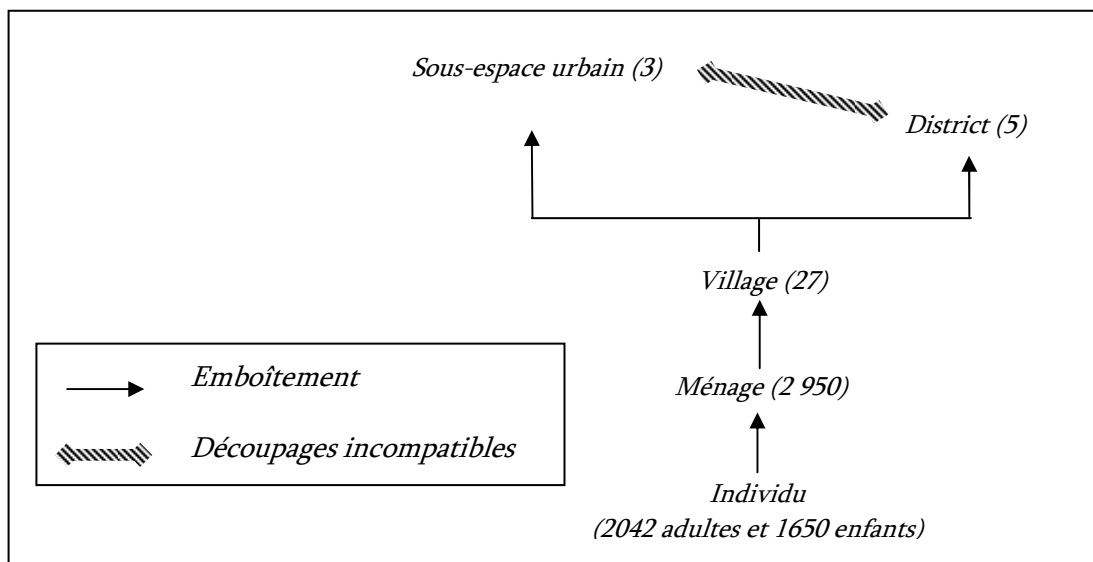 Sous-espace urbain (3)
District (5)
Village (27)
Emboîtement
Ménage (2 950)
Découpages incompatibles
Individu
(2042 adultes et 1650 enfants)